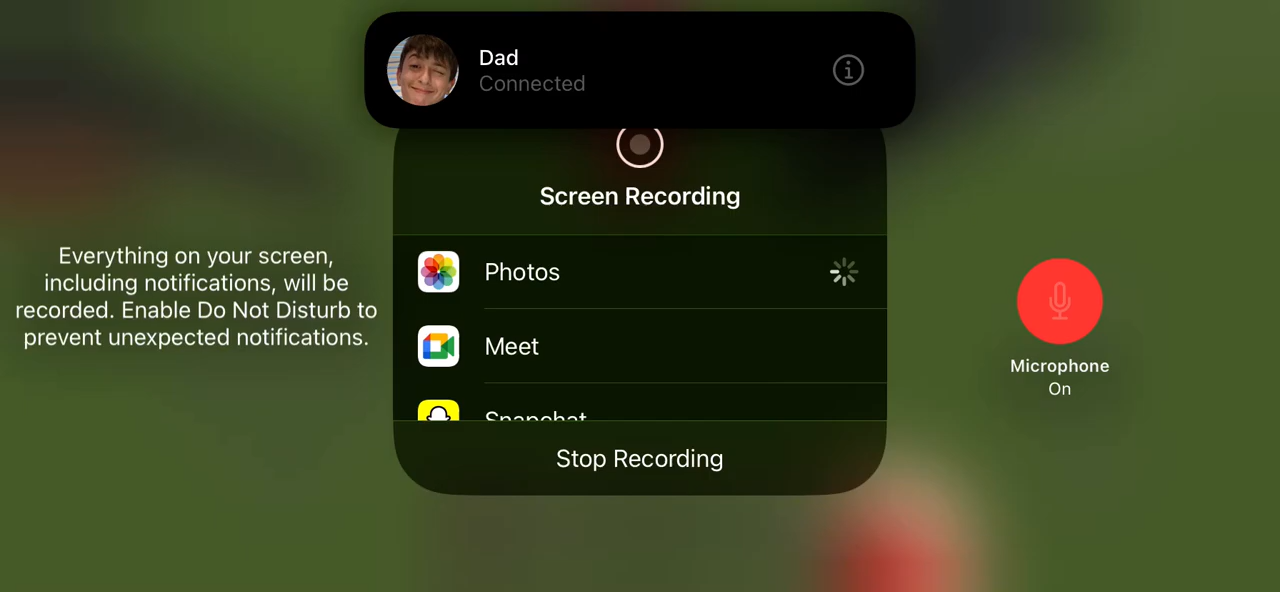 Dad
Connected
Screen Recording
Everything on your screen,
including notifications, will be
recorded. Enable Do Not Disturb to
prevent unexpected notifications.
Photos
Meet
Snapchat
Stop Recording
Microphone
On